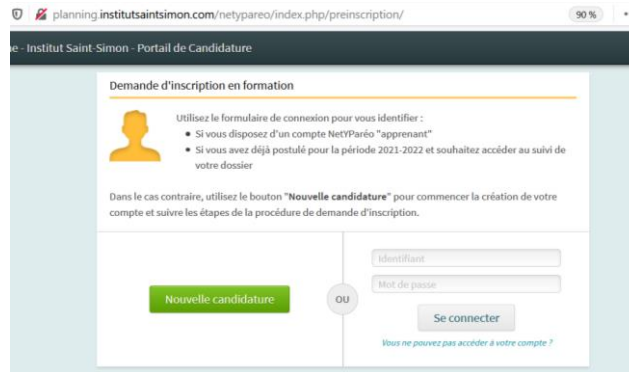 planning.institutsaintsimon.com/netypareo/index.php/preinscription/
90 %
e - Institut Saint-Simon - Portail de Candidature
Demande d'inscription en formation
Utilisez le formulaire de connexion pour vous identifier :
• Si vous disposez d'un compte NetYParéo "apprenant"
• Si vous avez déjà postulé pour la période 2021-2022 et souhaitez accéder au suivi de
votre dossier
Dans le cas contraire, utilisez le bouton "Nouvelle candidature" pour commencer la création de votre
compte et suivre les étapes de la procédure de demande d'inscription.
Nouvelle candidature
OU
Identifiant
Mot de passe
Se connecter
Vous ne pouvez pas accéder à votre compte ?